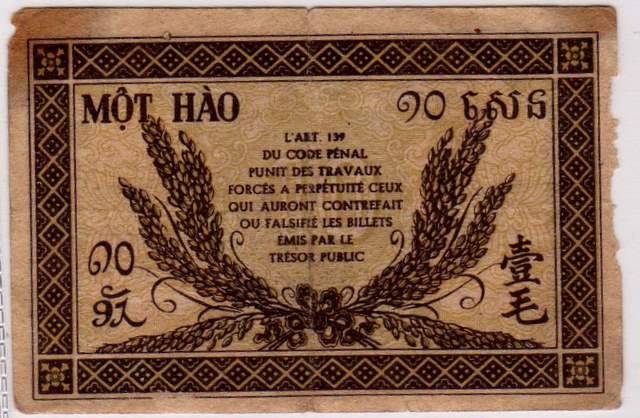 MỘT HÀO
១០ សេន
L'ART. 139
DU CODE PÉNAL
PUNIT DES TRAVAUX
FORCÉS A PERPÉTUITÉ CEUX
QUI AURONT CONTREFAIT
OU FALSIFIÉ LES BILLETS
ÉMIS PAR LE
TRÉSOR PUBLIC
໑໐
壹毛